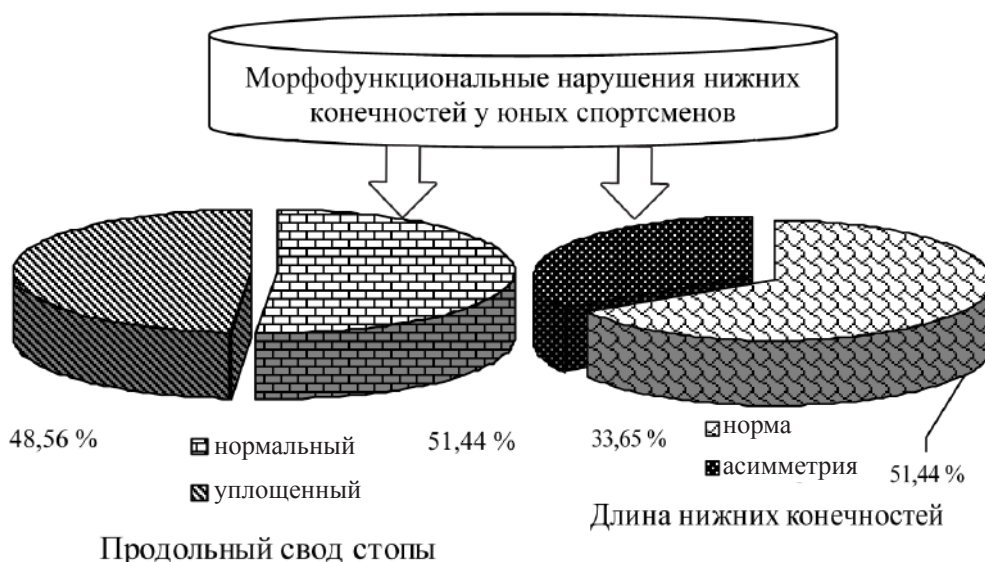 Морфофункциональные нарушения нижних
конечностей у юных спортсменов
48,56 %
нормальный
уплощенный
51,44 %
Продольный свод стопы
33,65 %
норма
асимметрия
51,44 %
Длина нижних конечностей